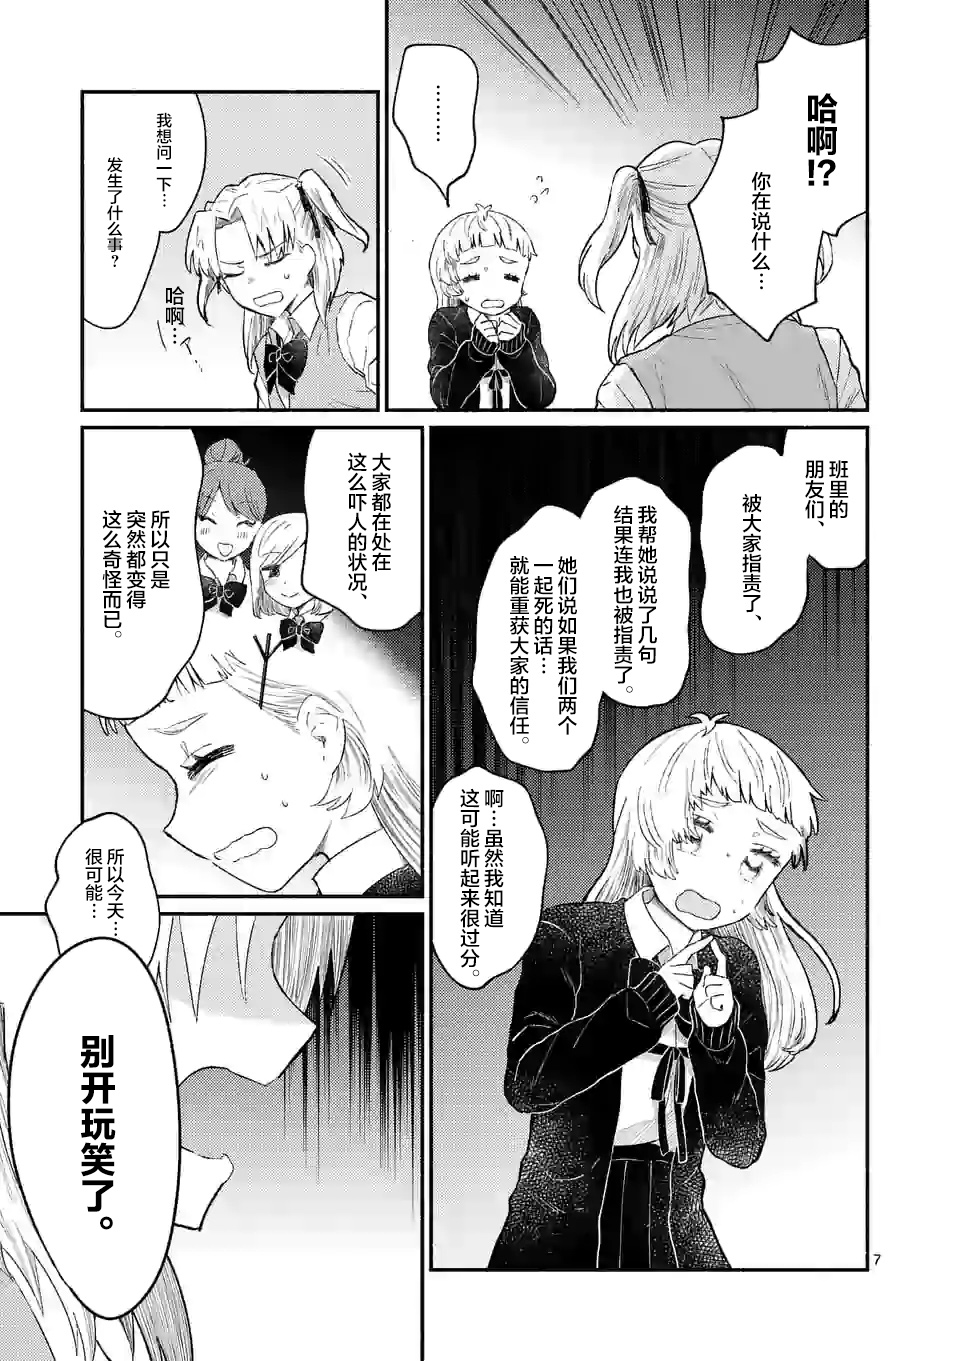 哈啊!?
你在说什么…
………
我想问一下…
发生了什么事？
哈啊…
班里的
朋友们、
被大家指责了、
我帮她说说了几句
结果连我也被指责了。
她们说如果我们两个
一起死的话…
就能重获大家的信任。
啊…虽然我知道
这可能听起来很过分。
大家都在处在
这么吓人的状况、
所以只是
突然都变得
这么奇怪而已。
所以今天…
很可能…
别开玩笑了。
7